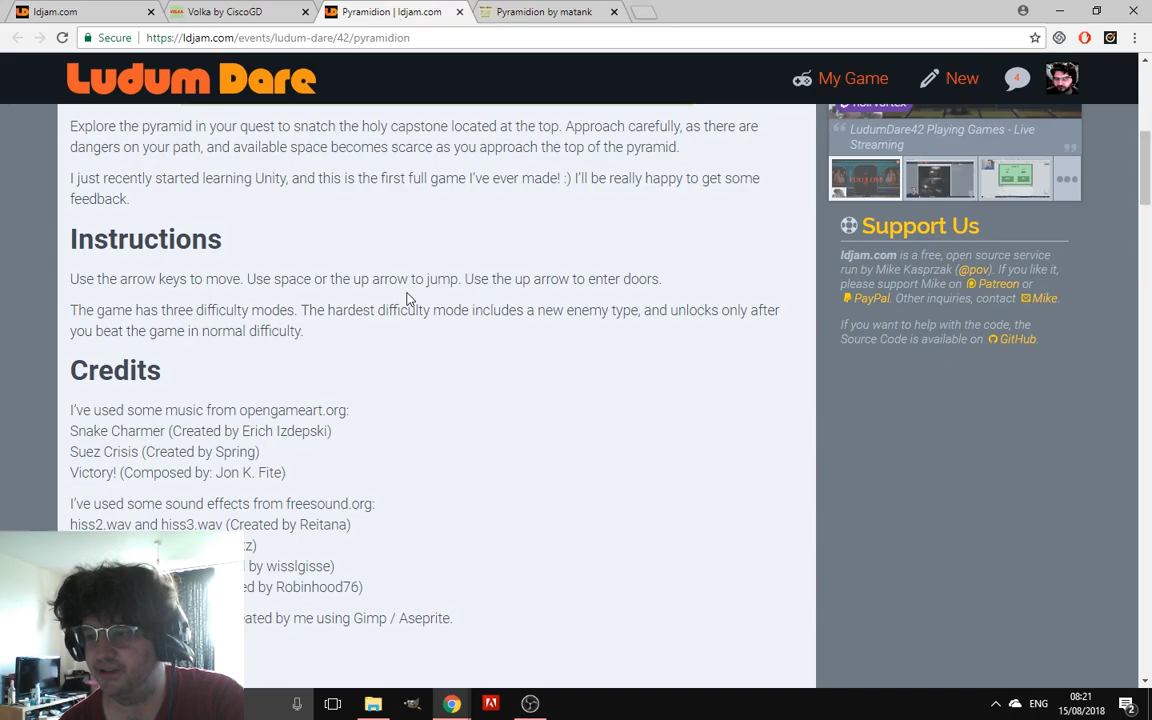 ldjam.com
Volka by CiscoGD
Pyramidion | ldjam.com
Pyramidion by matank
Secure
https://ldjam.com/events/ludum-dare/42/pyramidion
LUDUM DARE
My Game
New
4
Explore the pyramid in your quest to snatch the holy capstone located at the top. Approach carefully, as there are
dangers on your path, and available space becomes scarce as you approach the top of the pyramid.
I just recently started learning Unity, and this is the first full game I've ever made! :) I'll be really happy to get some
feedback.
Instructions
Use the arrow keys to move. Use space or the up arrow to jump. Use the up arrow to enter doors.
The game has three difficulty modes. The hardest difficulty mode includes a new enemy type, and unlocks only after
you beat the game in normal difficulty.
Credits
I've used some music from opengameart.org:
Snake Charmer (Created by Erich Izdepski)
Suez Crisis (Created by Spring)
Victory! (Composed by: Jon K. Fite)
I've used some sound effects from freesound.org:
hiss2.wav and hiss3.wav (Created by Reitana)
by wisslgisse)
ed by Robinhood76)
eated by me using Gimp / Aseprite.
LudumDare42 Playing Games - Live
Streaming
Support Us
ldjam.com is a free, open source service
run by Mike Kasprzak (@pov). If you like it,
please support Mike on Patreon or
PayPal. Other inquiries, contact Mike.
If you want to help with the code, the
Source Code is available on GitHub.
ENG
08:21
15/08/2018
2